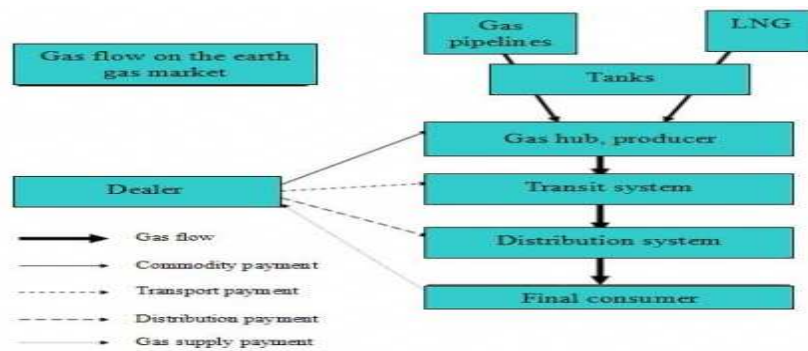 Gas
pipelines
LNG
Gas flow on the earth
gas market
Tanks
Gas hub, producer
Dealer
Transit system
Gas flow
Distribution system
Commodity payment
Transport payment
Final consumer
Distribution payment
Gas supply payment